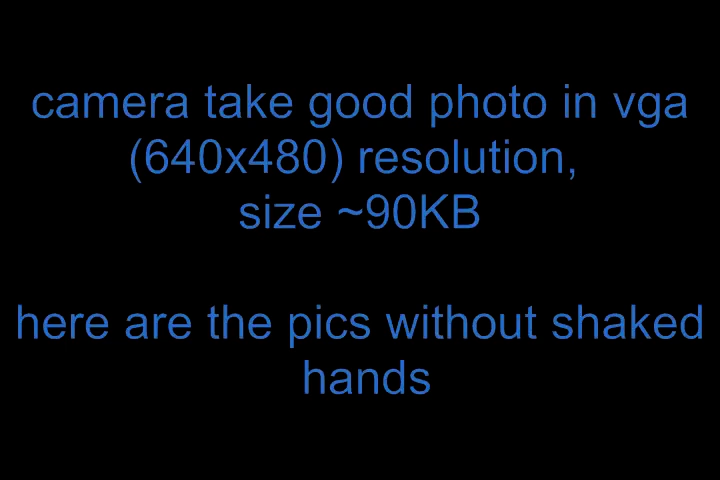 camera take good photo in vga
(640x480) resolution,
size ~90KB
here are the pics without shaked
hands